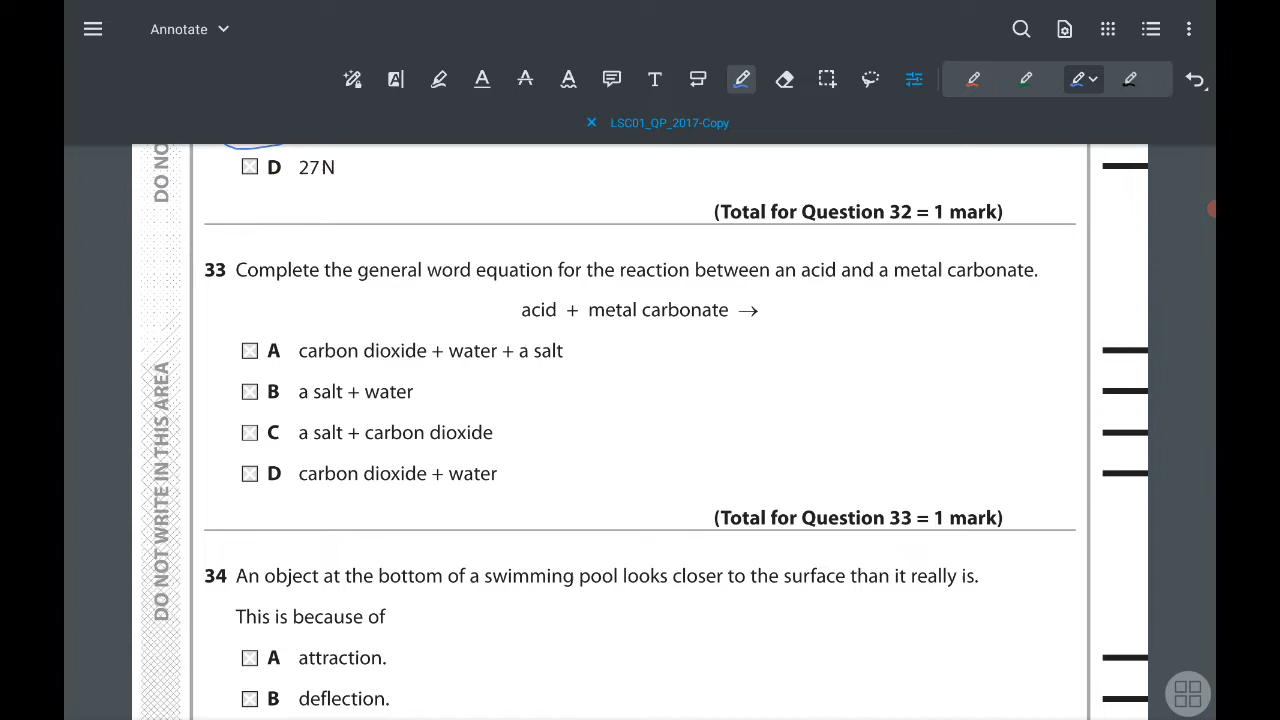 Annotate
LSC01_QP_2017-Copy
D 27 N
(Total for Question 32 = 1 mark)
33 Complete the general word equation for the reaction between an acid and a metal carbonate.
acid + metal carbonate →
A carbon dioxide + water + a salt
B a salt + water
C a salt + carbon dioxide
D carbon dioxide + water
(Total for Question 33 = 1 mark)
34 An object at the bottom of a swimming pool looks closer to the surface than it really is.
This is because of
A attraction.
B deflection.
DO NO
DO NOT WRITE IN THIS AREA